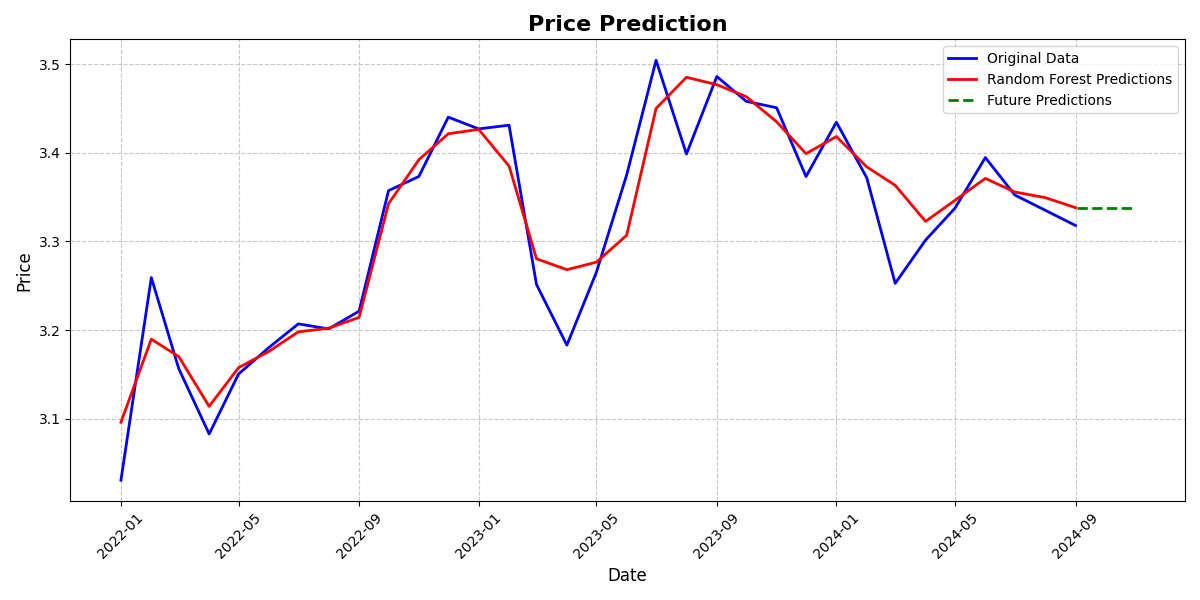 Price Prediction
Original Data
Random Forest Predictions
Future Predictions
3.5
3.4
3.3
3.2
3.1
Price
2022-01
2022-05
2022-09
2023-01
2023-05
2023-09
2024-01
2024-05
2024-09
Date